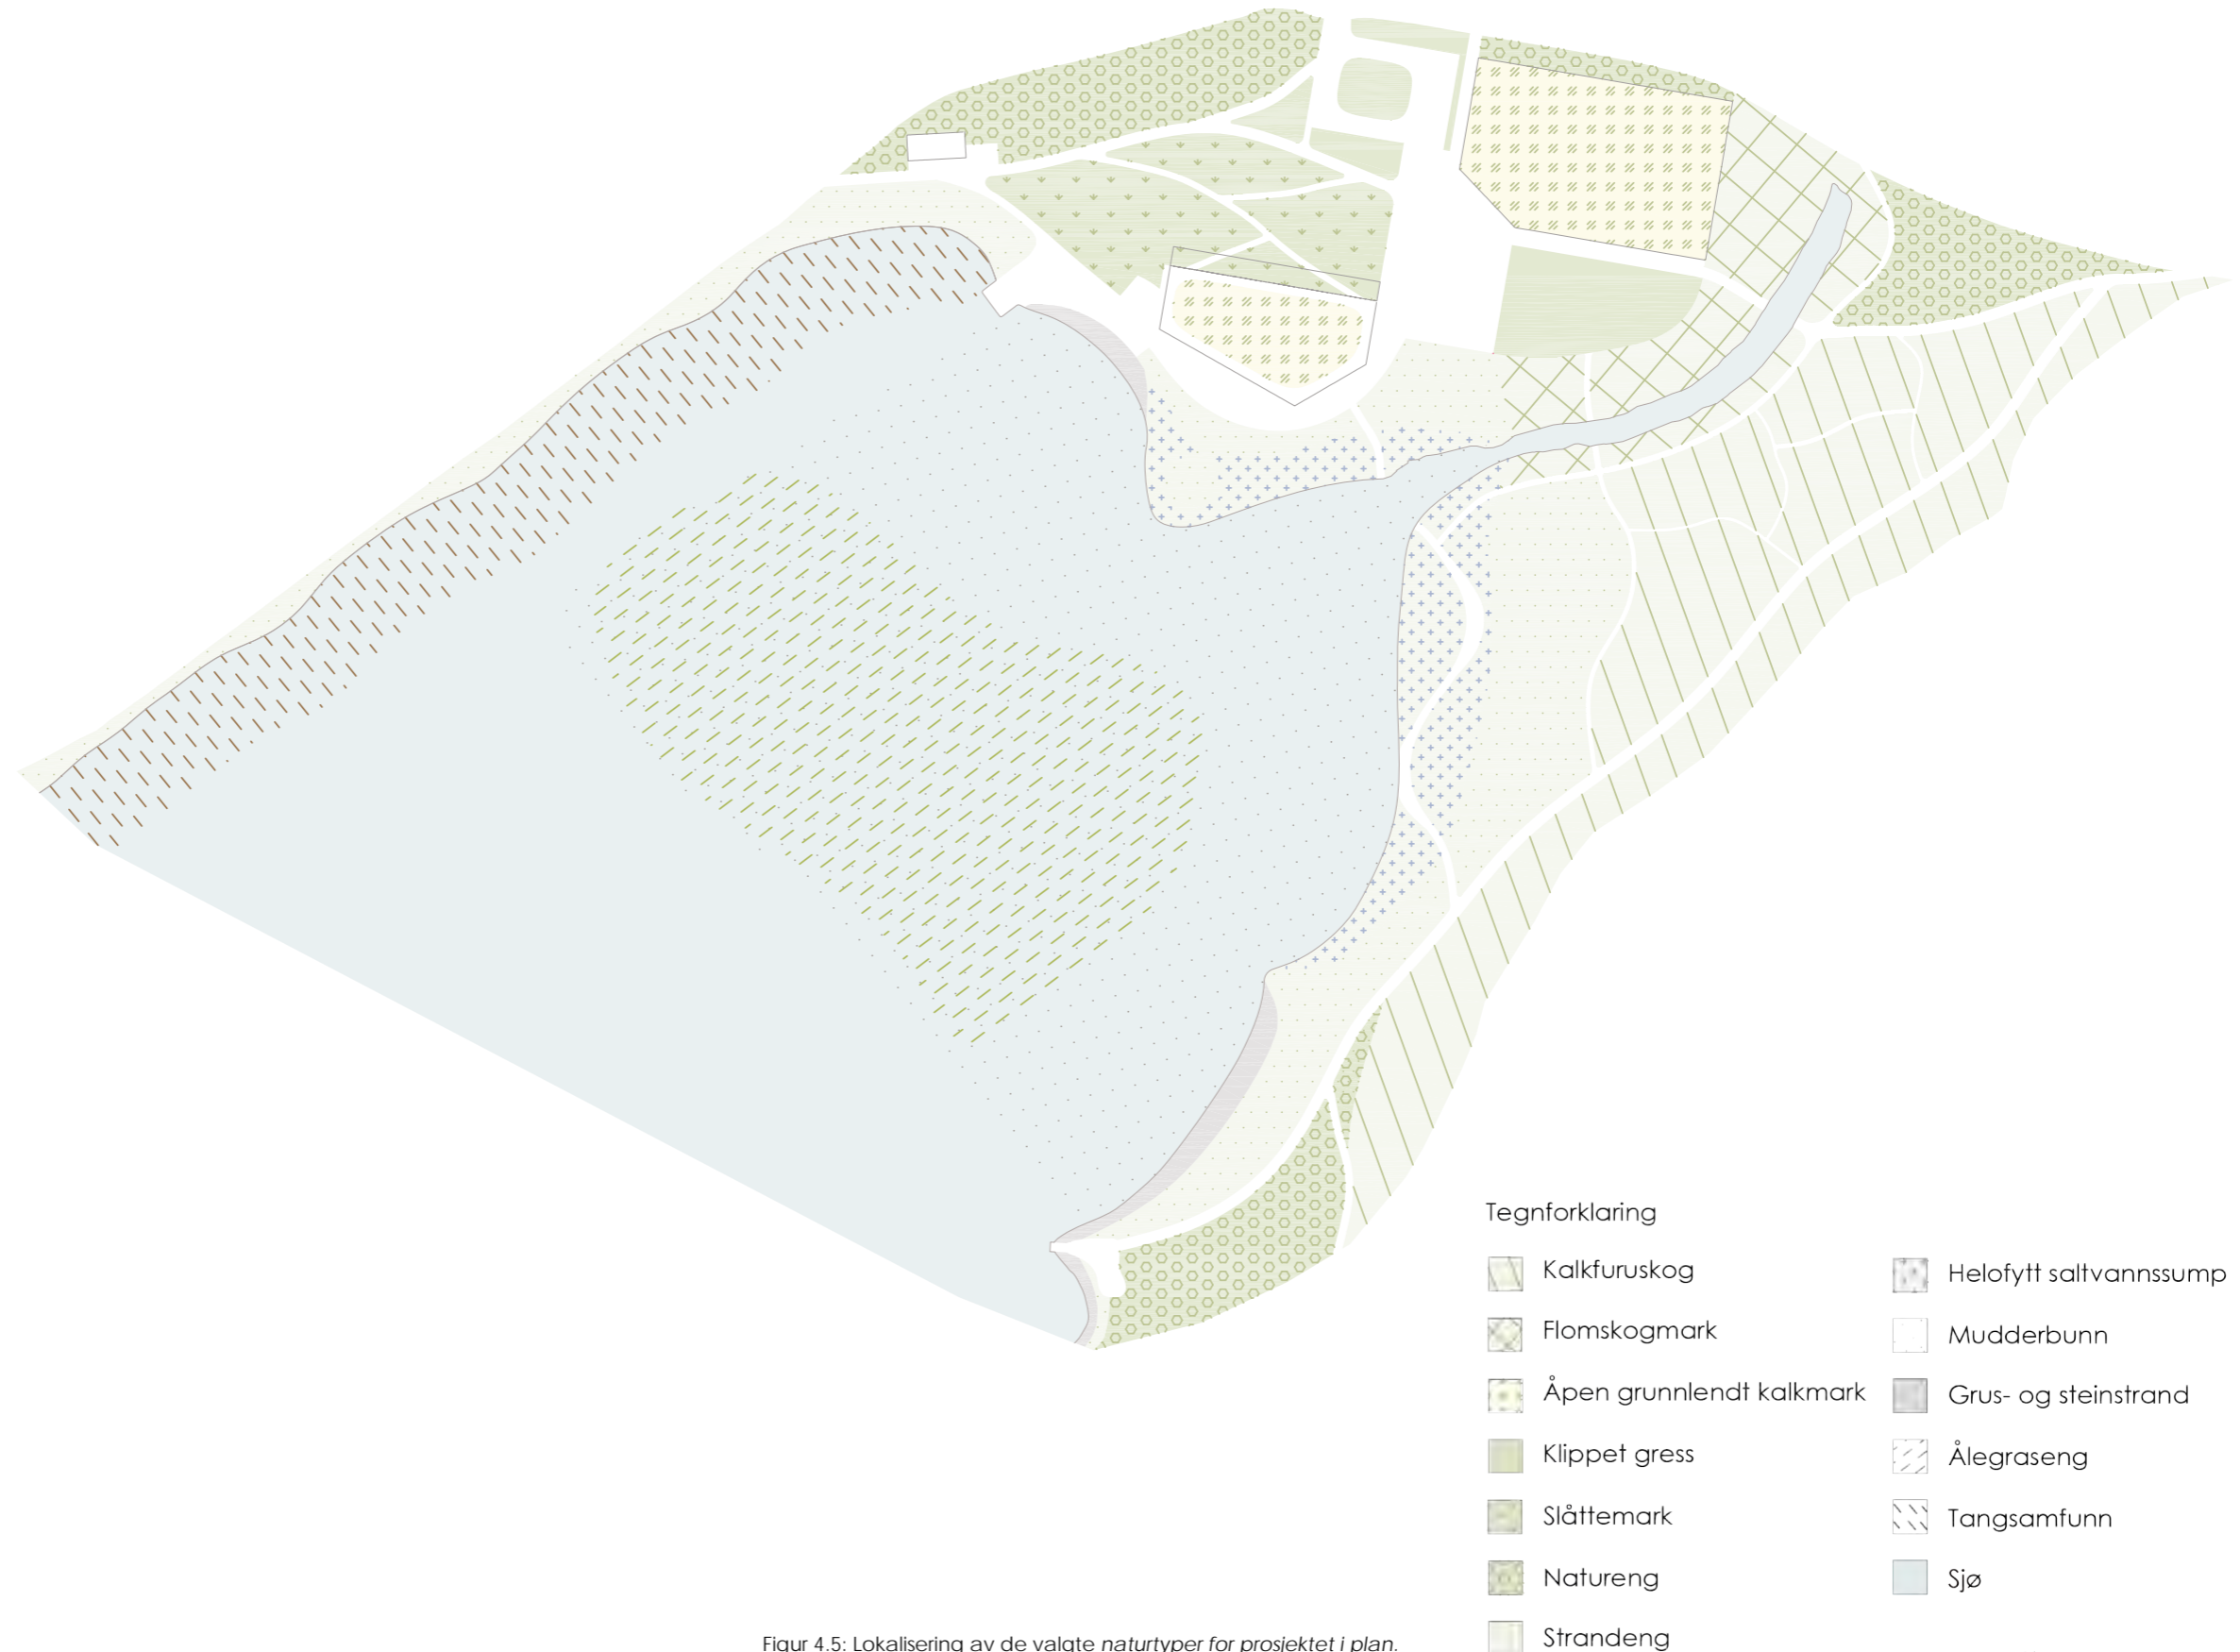 Tegnforklaring
Kalkfuruskog
Flomskogmark
Åpen grunnlendt kalkmark
Klippet gress
Slåttemark
Natureng
Strandeng
Helofytt saltvannssump
Mudderbunn
Grus- og steinstrand
Ålegraseng
Tangsamfunn
Sjø
Figur 4.5: Lokalisering av de valgte naturtyper for prosjektet i plan.